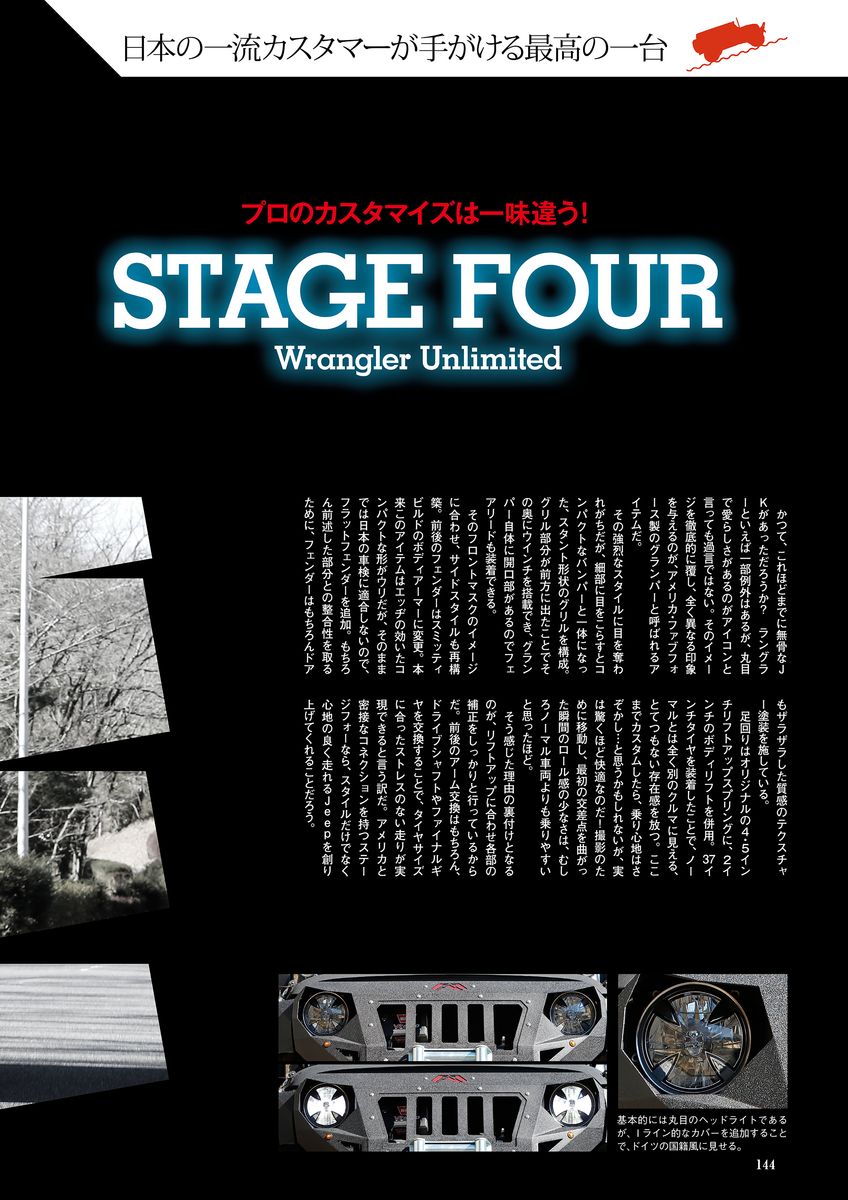 日本の一流カスタマーが手がける最高の一台
プロのカスタマイズは一味違う!
STAGE FOUR
Wrangler Unlimited
かつて、これほどまでに無骨なJ
Kがあっただろうか? ラングラ
ーといえば一部例外はあるが、丸目
で愛らしさがあるのがアイコンと
言っても過言ではない。そのイメー
ジを徹底的に覆し、全く異なる印象
を与えるのが、アメリカ・ファブフォ
ース製のグランバーと呼ばれるア
イテムだ。
その強烈なスタイルに目を奪わ
れがちだが、細部に目をこらすとコ
ンパクトなバンパーと一体になっ
た、スタント形状のグリルを構成。
グリル部分が前方に出たことでそ
の奥にウインチを搭載でき、グラン
バー自体に開口部があるのでフェ
アリードも装着できる。
そのフロントマスクのイメージ
に合わせ、サイドスタイルも再構
築。前後のフェンダーはスミッティ
ビルドのボディアーマーに変更。本
来このアイテムはエッヂの効いたコ
ンパクトな形がウリだが、そのまま
では日本の車検に適合しないので、
フラットフェンダーを追加。もちろ
ん前述した部分との整合性を取る
ために、フェンダーはもちろんドア
もザラザラした質感のテクスチャ
ー塗装を施している。
足回りはオリジナルの4・5イン
チリフトアップスプリングに、2イ
ンチのボディリフトを併用。37イ
ンチタイヤを装着したことで、ノー
マルとは全く別のクルマに見える、
とてつもない存在感を放つ。ここ
までカスタムしたら、乗り心地はさ
ぞかし…と思うかもしれないが、実
は驚くほど快適なのだ!撮影のた
めに移動し、最初の交差点を曲がっ
た瞬間のロール感の少なさは、むし
ろノーマル車両よりも乗りやすい
と思ったほど。
そう感じた理由の裏付けとなる
のが、リフトアップに合わせ各部の
補正をしっかりと行っているから
だ。前後のアーム交換はもちろん、
ドライブシャフトやファイナルギ
ヤを交換することで、タイヤサイズ
に合ったストレスのない走りが実
現できると言う訳だ。アメリカと
密接なコネクションを持つステー
ジフォーなら、スタイルだけでなく
心地の良く走れるJeepを創り
上げてくれることだろう。
基本的には丸目のヘッドライトである
が、Iライン的なカバーを追加すること
で、ドイツの国籍風に見せる。
144